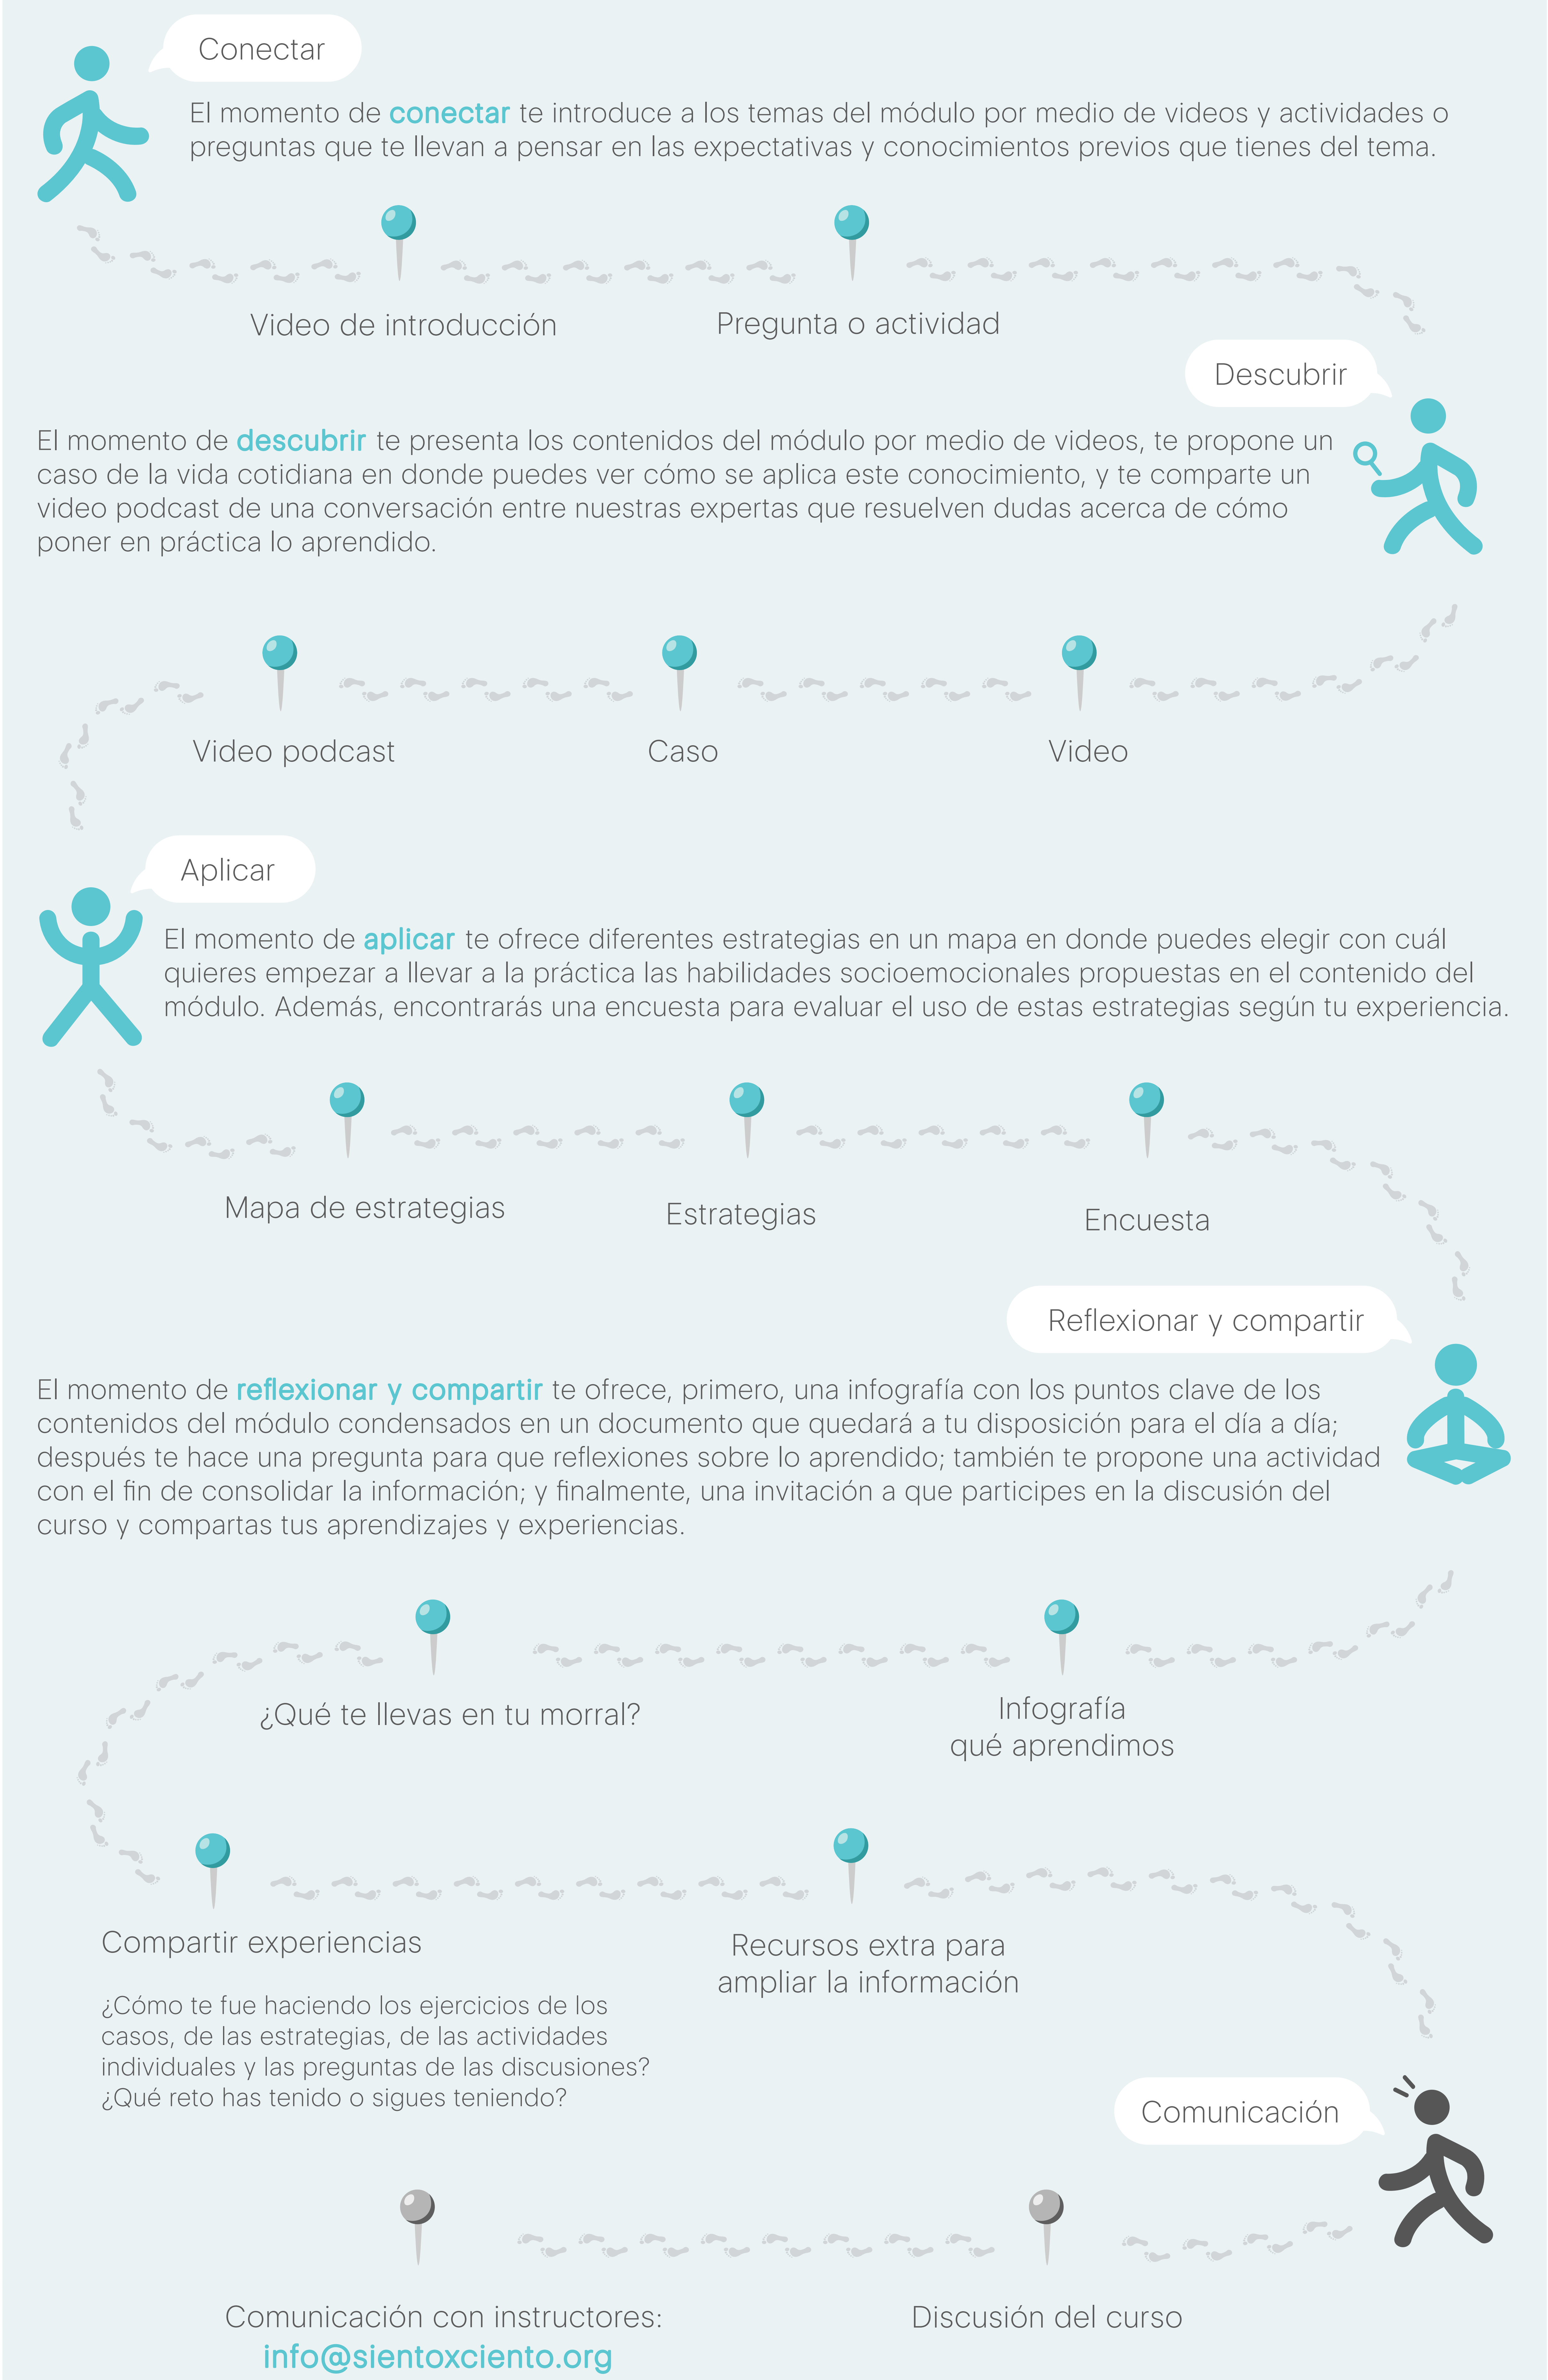 Conectar
El momento de conectar te introduce a los temas del módulo por medio de videos y actividades o
preguntas que te llevan a pensar en las expectativas y conocimientos previos que tienes del tema.
Video de introducción
Pregunta o actividad
Descubrir
El momento de descubrir te presenta los contenidos del módulo por medio de videos, te propone un
caso de la vida cotidiana en donde puedes ver cómo se aplica este conocimiento, y te comparte un
video podcast de una conversación entre nuestras expertas que resuelven dudas acerca de cómo
poner en práctica lo aprendido.
Video podcast
Caso
Video
Aplicar
El momento de aplicar te ofrece diferentes estrategias en un mapa en donde puedes elegir con cuál
quieres empezar a llevar a la práctica las habilidades socioemocionales propuestas en el contenido del
módulo. Además, encontrarás una encuesta para evaluar el uso de estas estrategias según tu experiencia.
Mapa de estrategias
Estrategias
Encuesta
Reflexionar y compartir
El momento de reflexionar y compartir te ofrece, primero, una infografía con los puntos clave de los
contenidos del módulo condensados en un documento que quedará a tu disposición para el día a día;
después te hace una pregunta para que reflexiones sobre lo aprendido; también te propone una actividad
con el fin de consolidar la información; y finalmente, una invitación a que participes en la discusión del
curso y compartas tus aprendizajes y experiencias.
¿Qué te llevas en tu morral?
Infografía
qué aprendimos
Compartir experiencias
¿Cómo te fue haciendo los ejercicios de los
casos, de las estrategias, de las actividades
individuales y las preguntas de las discusiones?
¿Qué reto has tenido o sigues teniendo?
Recursos extra para
ampliar la información
Comunicación
Comunicación con instructores:
info@sientoxciento.org
Discusión del curso